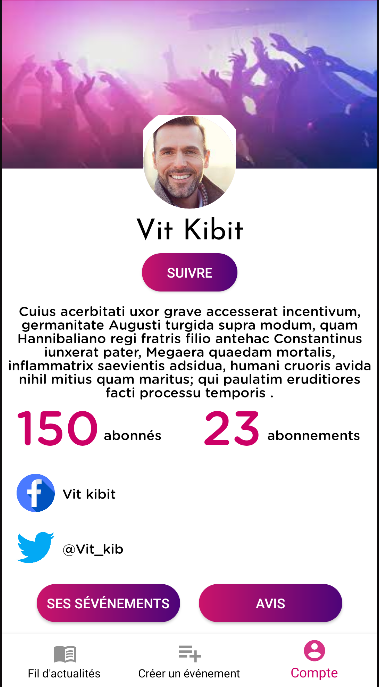 Vit Kibit
SUIVRE
Cuius acerbitati uxor grave accesserat incentivum,
germanitate Augusti turgida supra modum, quam
Hannibaliano regi fratris filio antehac Constantinus
iunxerat pater, Megaera quaedam mortalis,
inflammatrix saevientis adsidua, humani cruoris avida
nihil mitius quam maritus; qui paulatim eruditiores
facti processu temporis .
150 abonnés 23 abonnements
Vit kibit
@Vit_kib
SES SÉVÉNEMENTS AVIS
Fil d'actualités Créer un événement Compte